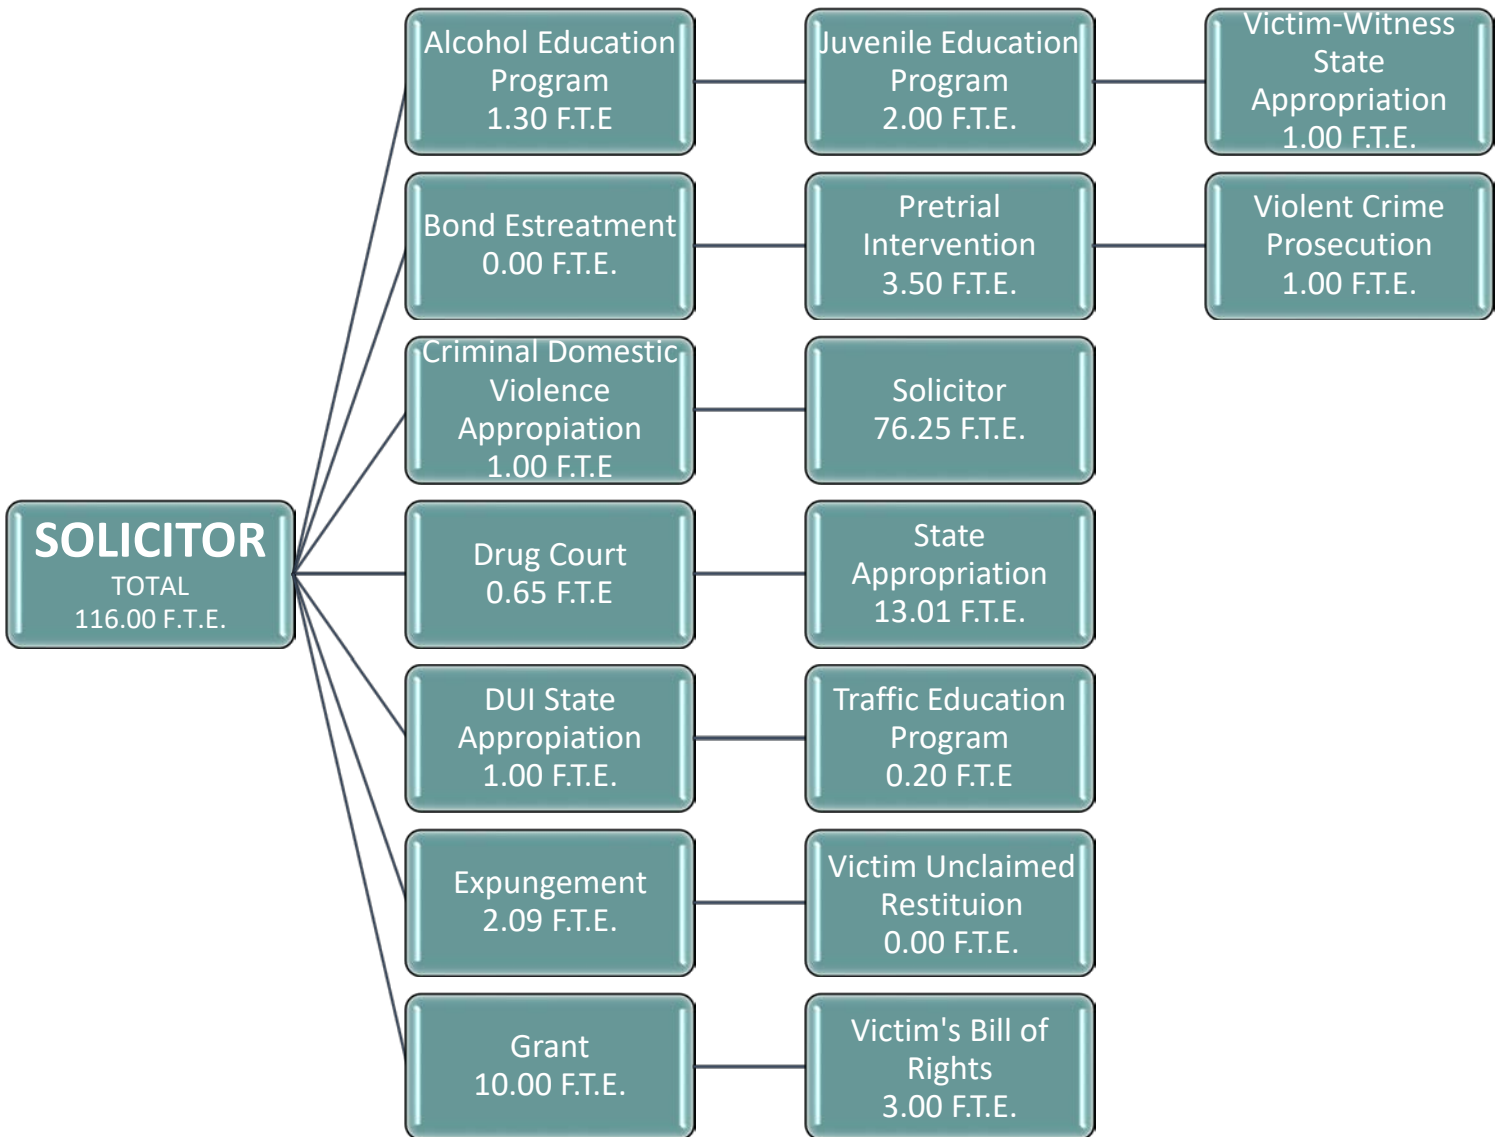 SOLICITOR
TOTAL
116.00 F.T.E.
Alcohol Education
Program
1.30 F.T.E
Juvenile Education
Program
2.00 F.T.E.
Victim-Witness
State
Appropriation
1.00 F.T.E.
Bond Estreatment
0.00 F.T.E.
Pretrial
Intervention
3.50 F.T.E.
Violent Crime
Prosecution
1.00 F.T.E.
Criminal Domestic
Violence
Appropiation
1.00 F.T.E
Solicitor
76.25 F.T.E.
Drug Court
0.65 F.T.E
State
Appropriation
13.01 F.T.E.
DUI State
Appropiation
1.00 F.T.E.
Traffic Education
Program
0.20 F.T.E
Expungement
2.09 F.T.E.
Victim Unclaimed
Restituion
0.00 F.T.E.
Grant
10.00 F.T.E.
Victim's Bill of
Rights
3.00 F.T.E.